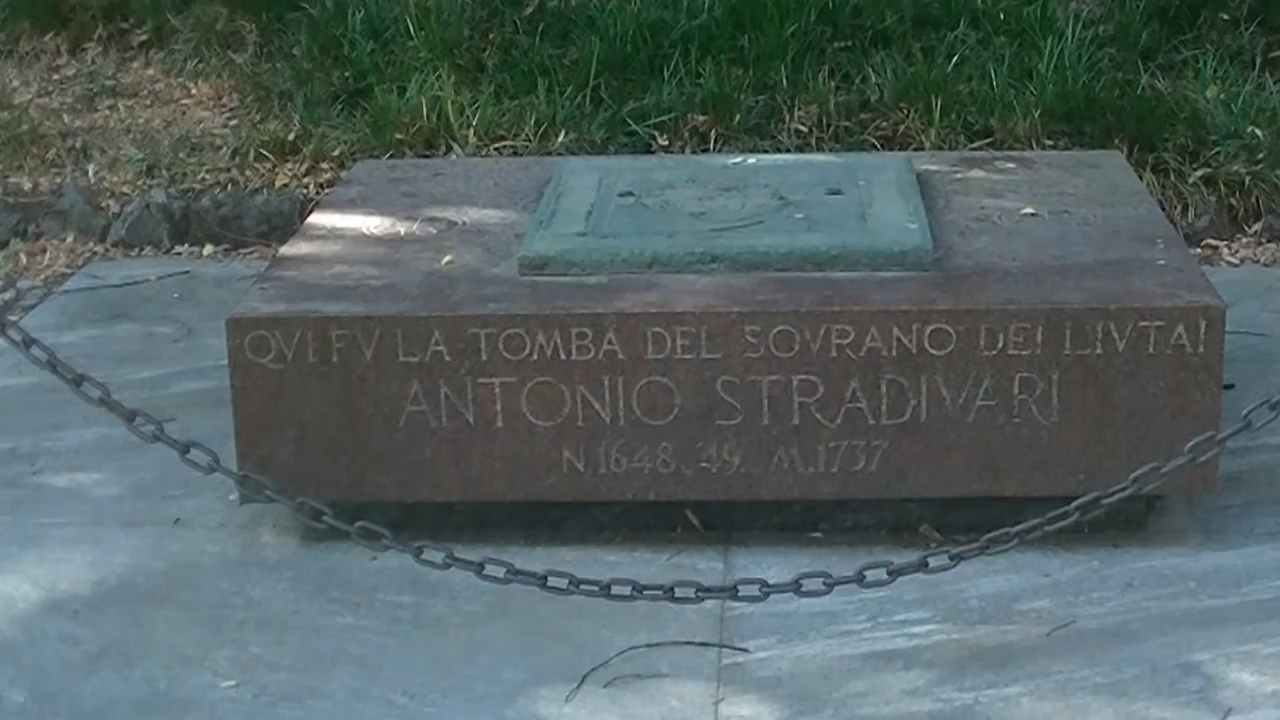 QVI FV LA TOMBA DEL SOVRANO DEI LIVTAI
ANTONIO STRADIVARI
N. 1648. 49. M. 1737